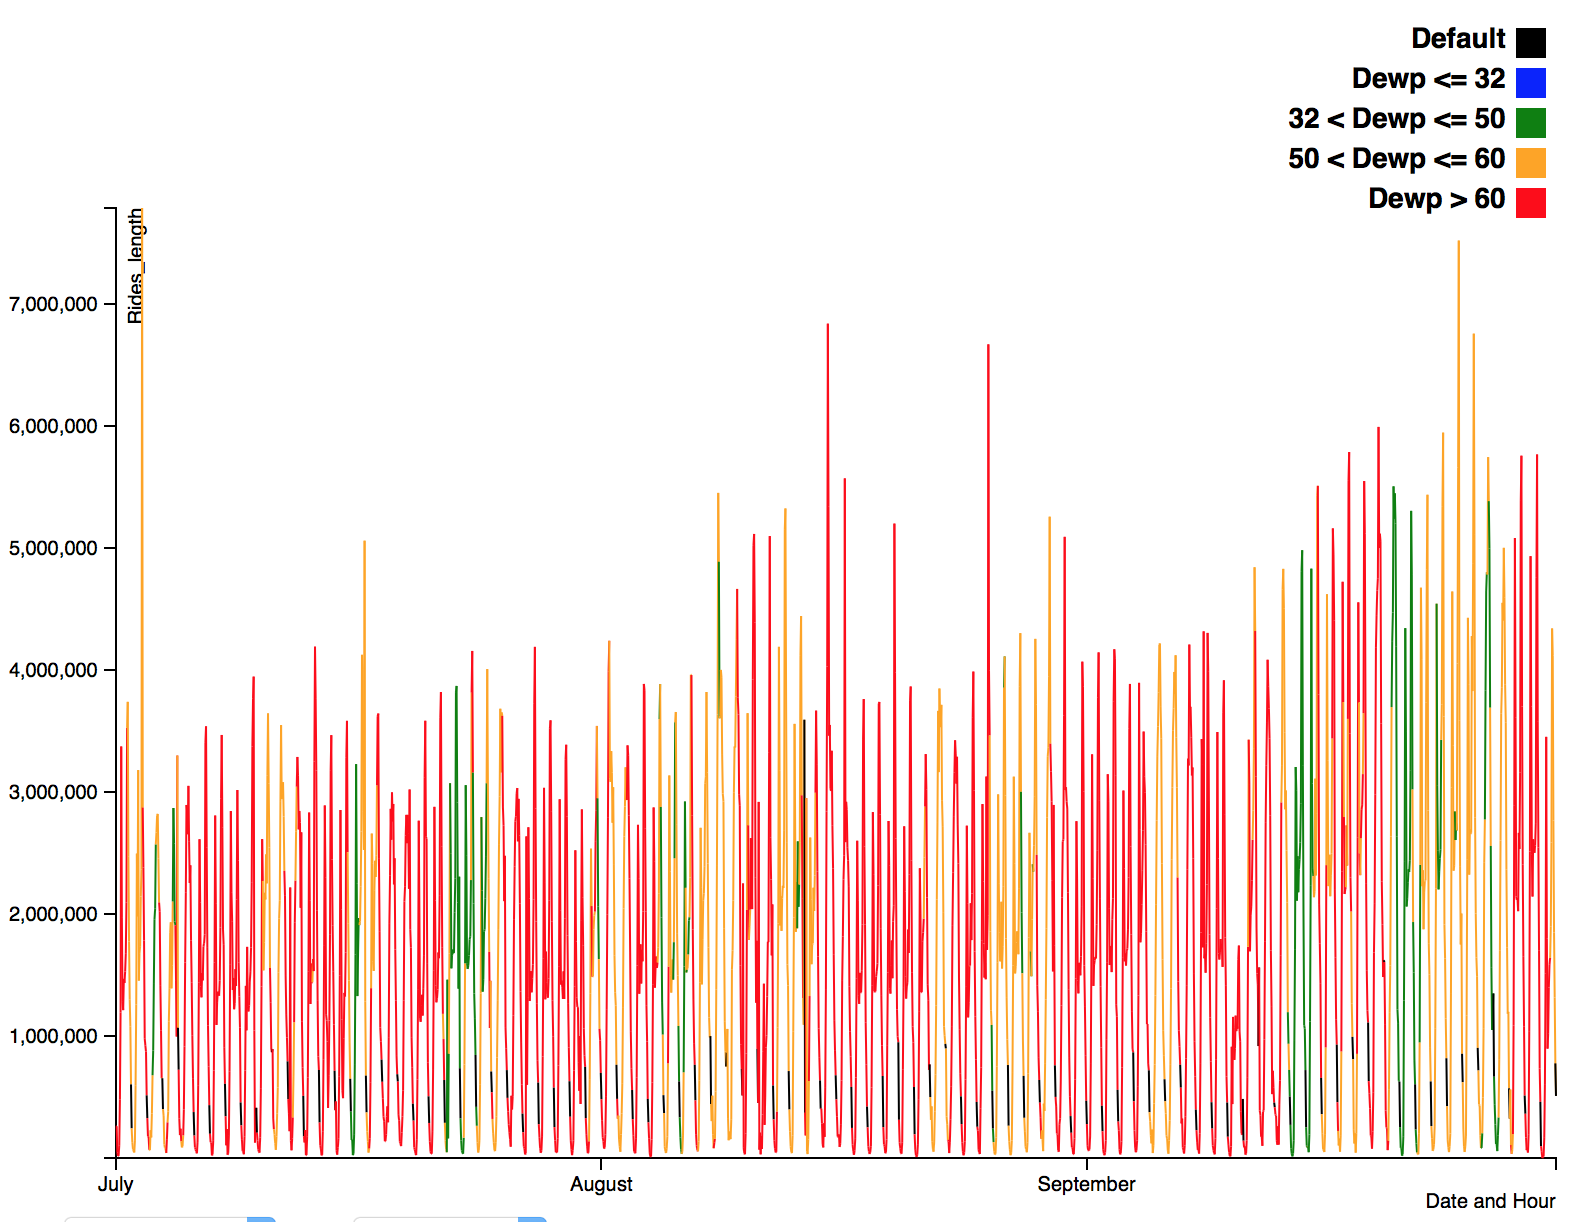 Default
Dewp <= 32
32 < Dewp <= 50
50 < Dewp <= 60
Dewp > 60
Rides_length
7,000,000
6,000,000
5,000,000
4,000,000
3,000,000
2,000,000
1,000,000
July
August
September
Date and Hour